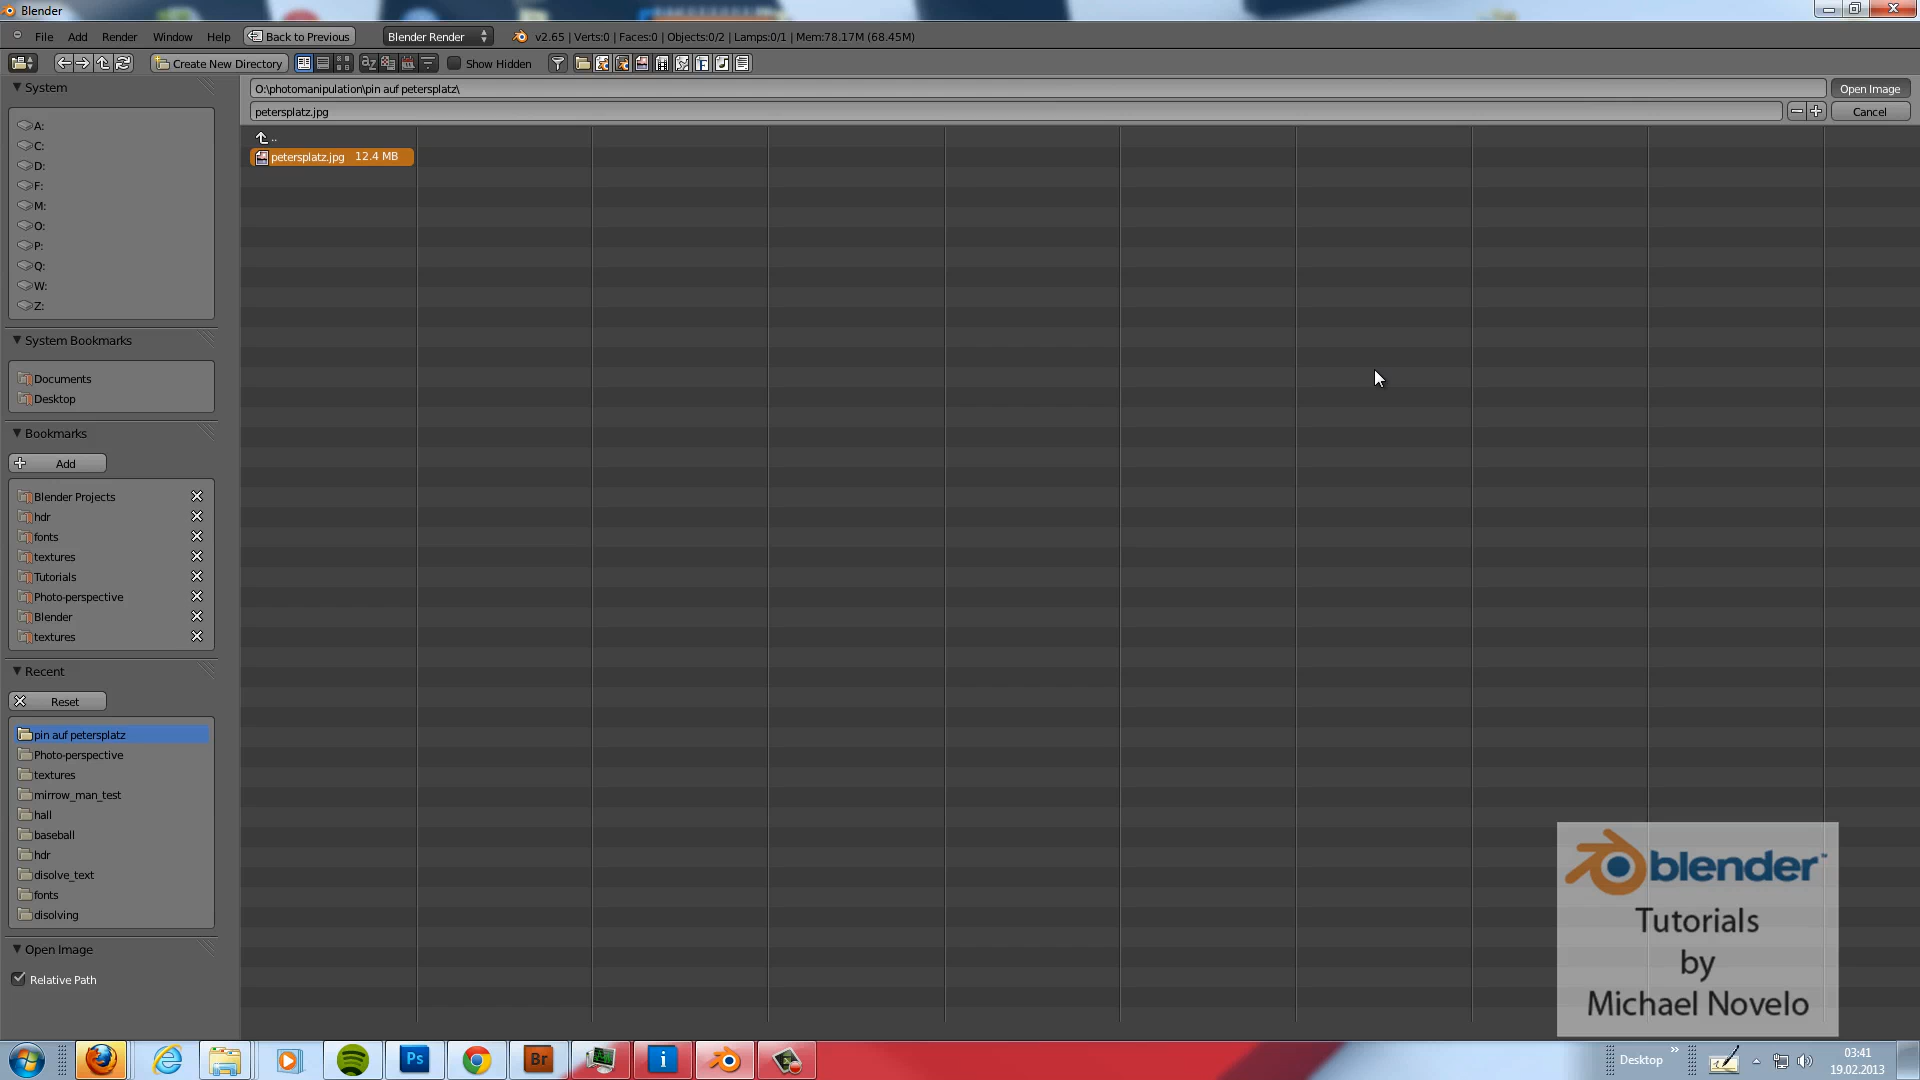 Blender
File Add Render Window Help Back to Previous Blender Render v2.65 | Verts:0 | Faces:0 | Objects:0/2 | Lamps:0/1 | Mem:78.17M (68.45M)
Create New Directory Show Hidden
System
O:\photomanipulation\pin auf petersplatz\ Open Image
petersplatz.jpg Cancel
..
petersplatz.jpg 12.4 MB
A:
C:
D:
F:
M:
O:
P:
Q:
W:
Z:
System Bookmarks
Documents
Desktop
Bookmarks
Add
Blender Projects
hdr
fonts
textures
Tutorials
Photo-perspective
Blender
textures
Recent
Reset
pin auf petersplatz
Photo-perspective
textures
mirrow_man_test
hall
baseball
hdr
disolve_text
fonts
disolving
Open Image
Relative Path
blender™
Tutorials
by
Michael Novelo
Ps Br Desktop » 03:41
19.02.2013